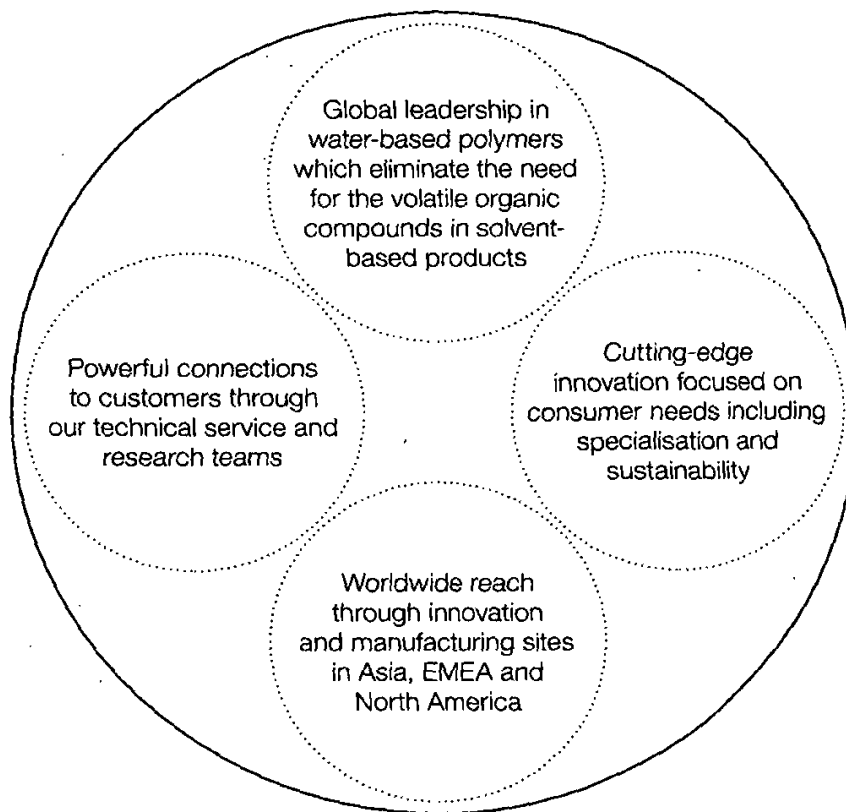 Global leadership in
water-based polymers
which eliminate the need
for the volatile organic
compounds in solvent-
based products
Powerful connections
to customers through
our technical service and
research teams
Cutting-edge
innovation focused on
consumer needs including
specialisation and
sustainability
Worldwide reach
through innovation
and manufacturing sites
in Asia, EMEA and
North America